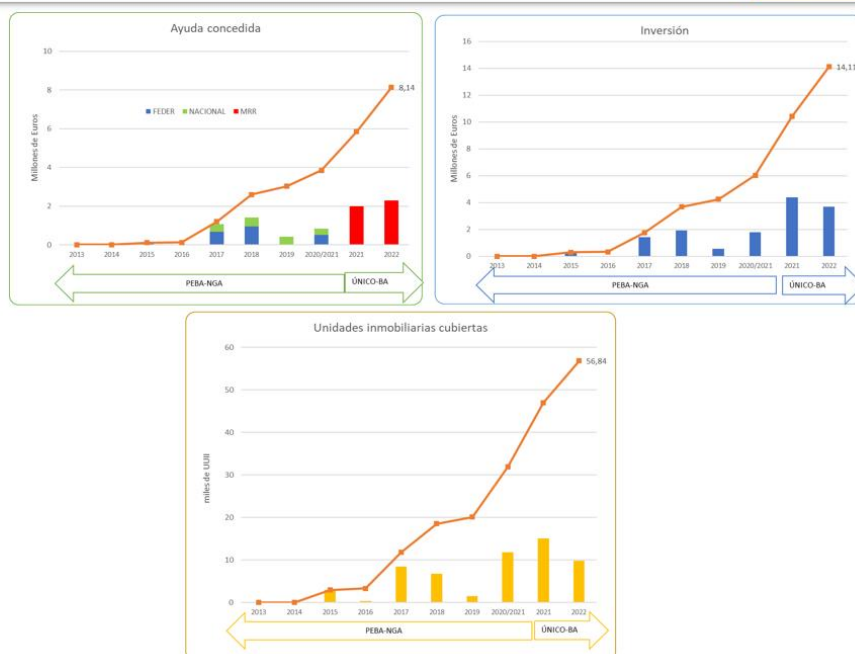 Ayuda concedida
10
8
6
4
2
0
Millones de Euros
FEDER NACIONAL MRR
8,14
2013 2014 2015 2016 2017 2018 2019 2020/2021 2021 2022
PEBA-NGA ÚNICO-BA
Inversión
16
14
12
10
8
6
4
2
0
Millones de Euros
14,11
2013 2014 2015 2016 2017 2018 2019 2020/2021 2021 2022
PEBA-NGA ÚNICO-BA
Unidades inmobiliarias cubiertas
60
50
40
30
20
10
0
miles de UUII
56,84
2013 2014 2015 2016 2017 2018 2019 2020/2021 2021 2022
PEBA-NGA ÚNICO-BA